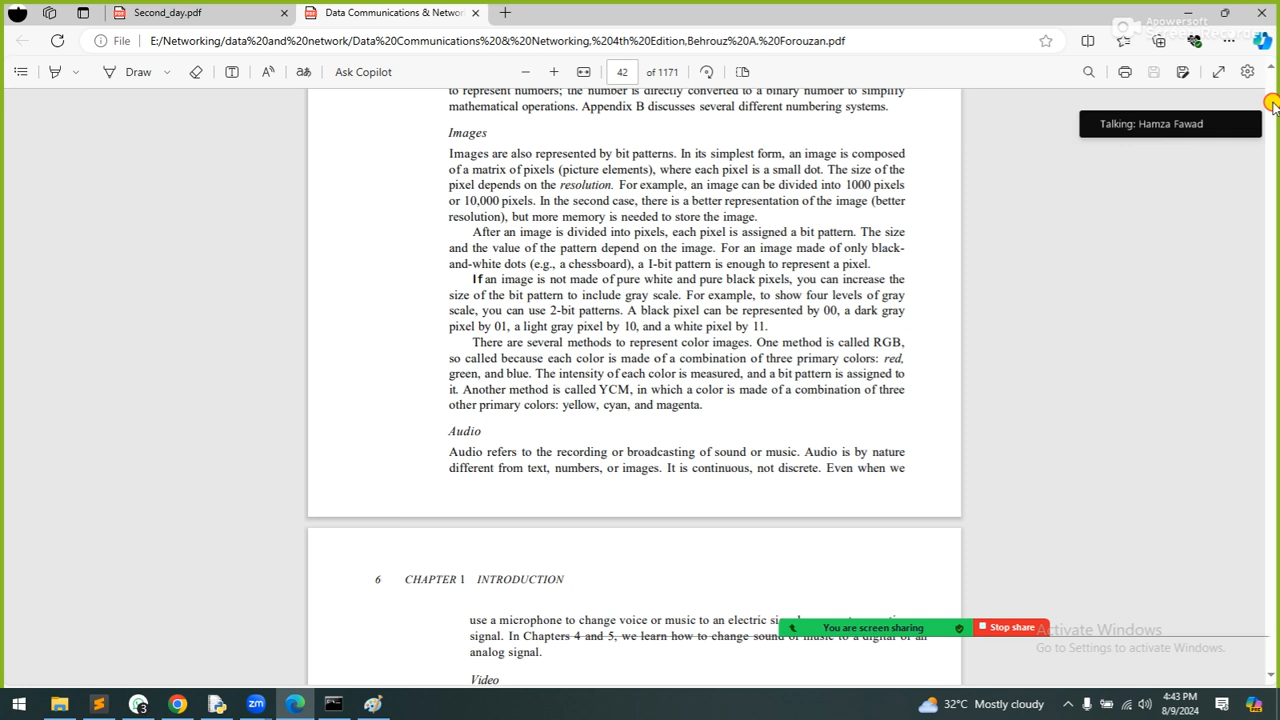 Second_day.pdf
Data Communications & Networ
Apowersoft
Screen Recorder
File
E:/Networking/data%20and%20network/Data%20Communications%20&%20Networking,%204th%20Edition,Behrouz%20A.%20Forouzan.pdf
Draw
Ask Copilot
42 of 1171
Talking: Hamza Fawad
to represent numbers; the number is directly converted to a binary number to simplify
mathematical operations. Appendix B discusses several different numbering systems.
Images
Images are also represented by bit patterns. In its simplest form, an image is composed
of a matrix of pixels (picture elements), where each pixel is a small dot. The size of the
pixel depends on the resolution. For example, an image can be divided into 1000 pixels
or 10,000 pixels. In the second case, there is a better representation of the image (better
resolution), but more memory is needed to store the image.
After an image is divided into pixels, each pixel is assigned a bit pattern. The size
and the value of the pattern depend on the image. For an image made of only black-
and-white dots (e.g., a chessboard), a I-bit pattern is enough to represent a pixel.
If an image is not made of pure white and pure black pixels, you can increase the
size of the bit pattern to include gray scale. For example, to show four levels of gray
scale, you can use 2-bit patterns. A black pixel can be represented by 00, a dark gray
pixel by 01, a light gray pixel by 10, and a white pixel by 11.
There are several methods to represent color images. One method is called RGB,
so called because each color is made of a combination of three primary colors: red,
green, and blue. The intensity of each color is measured, and a bit pattern is assigned to
it. Another method is called YCM, in which a color is made of a combination of three
other primary colors: yellow, cyan, and magenta.
Audio
Audio refers to the recording or broadcasting of sound or music. Audio is by nature
different from text, numbers, or images. It is continuous, not discrete. Even when we
6 CHAPTER 1 INTRODUCTION
use a microphone to change voice or music to an electric
signal. In Chapters 4 and 5, we learn how to change sound or music to a digital or an
analog signal.
Video
You are screen sharing
Stop share
Activate Windows
Go to Settings to activate Windows.
32°C Mostly cloudy
4:43 PM
8/9/2024